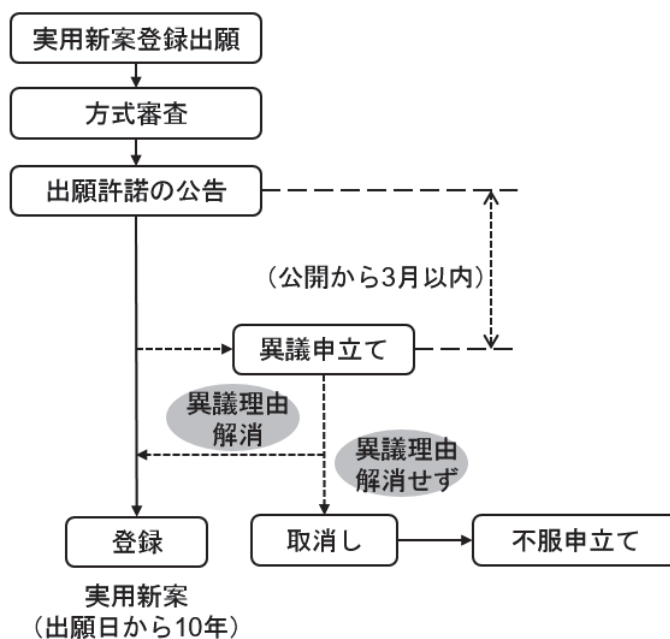 実用新案登録出願
方式審査
出願許諾の公告
（公開から3月以内）
異議申立て
異議理由
解消
異議理由
解消せず
登録
取消し
不服申立て
実用新案
（出願日から10年）